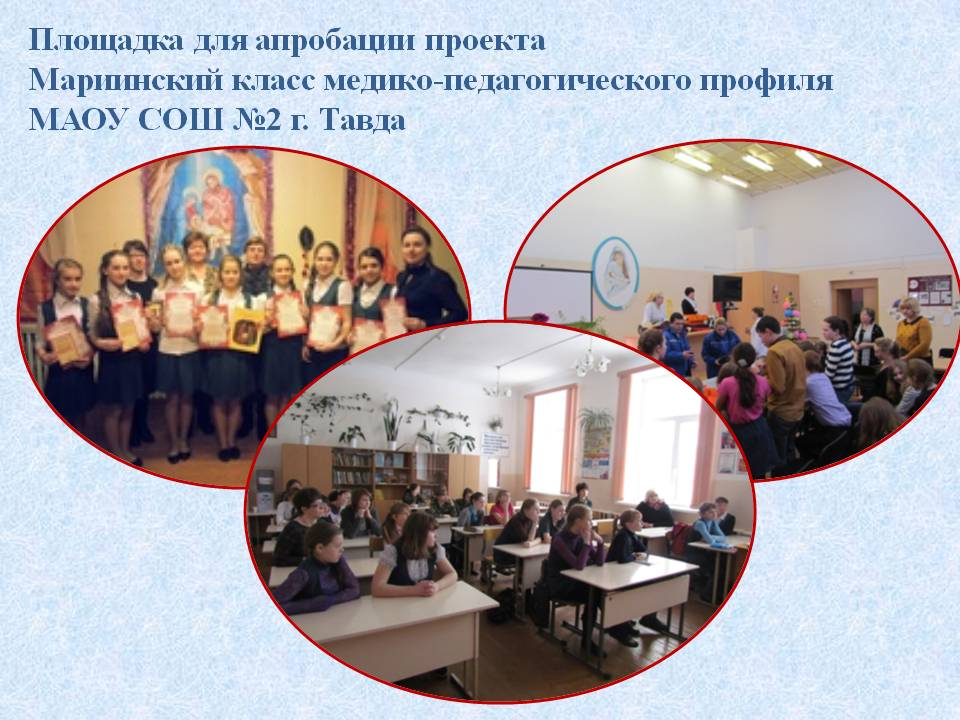 Площадка для апробации проекта
Мариинский класс медико-педагогического профиля
МАОУ СОШ №2 г. Тавда